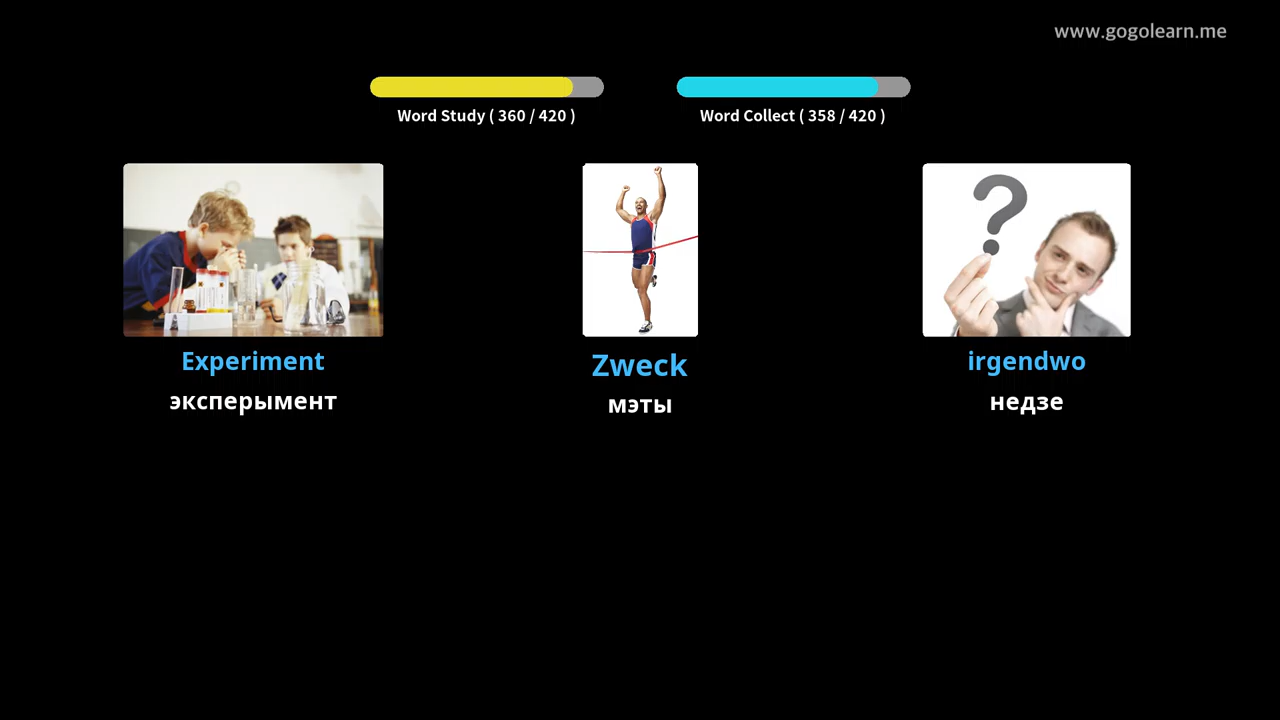 www.gogolearn.me
Word Study ( 360 / 420 )
Word Collect ( 358 / 420 )
Experiment
Zweck
irgendwo
эксперымент
мэты
недзе